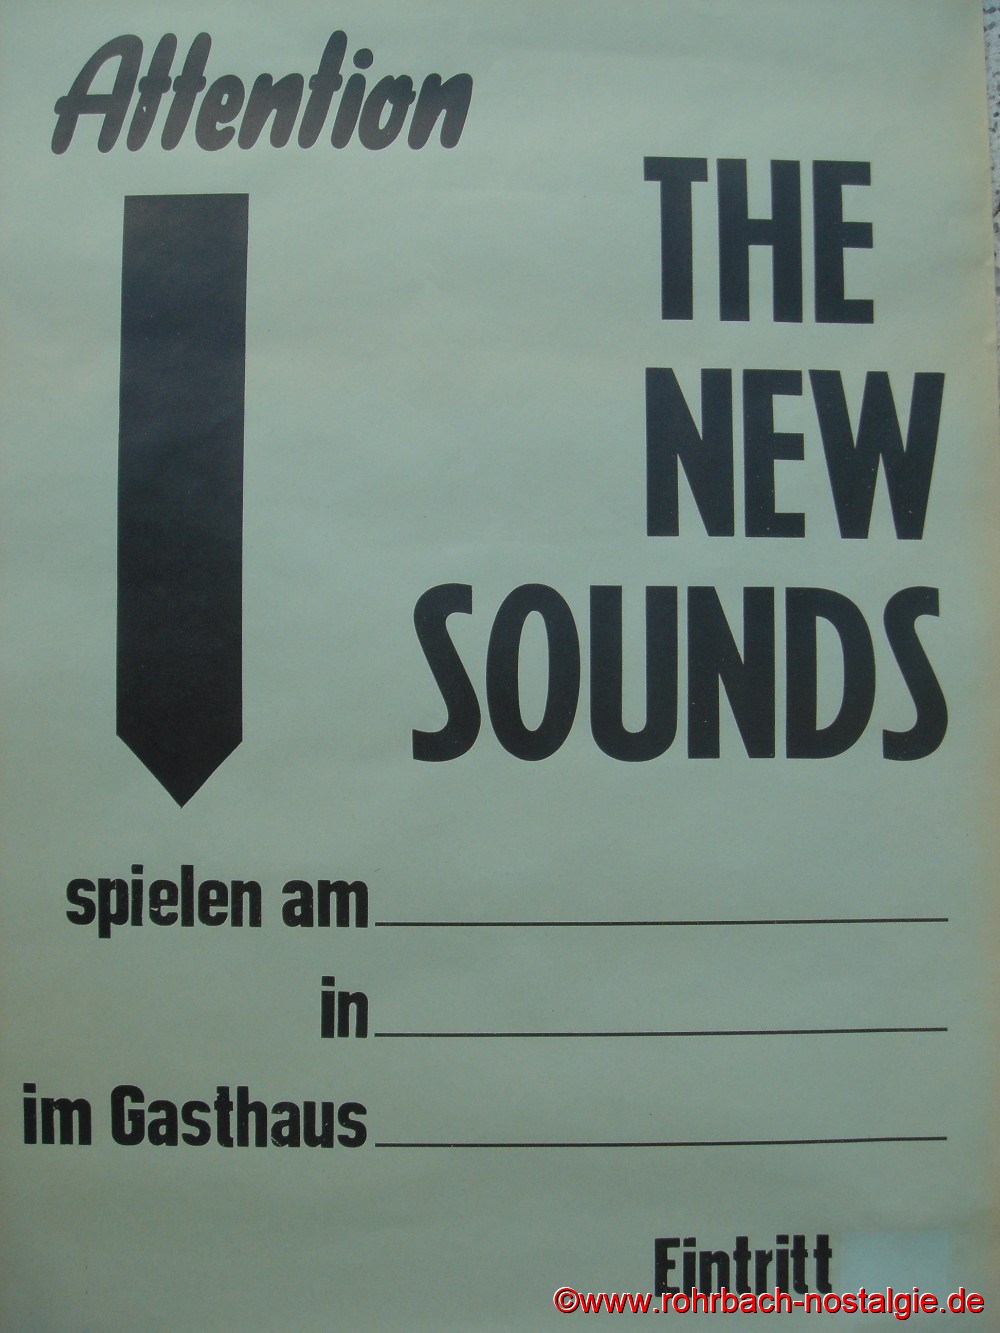 Attention
THE
NEW
SOUNDS
spielen am
in
im Gasthaus
Eintritt
©www.rohrbach-nostalgie.de